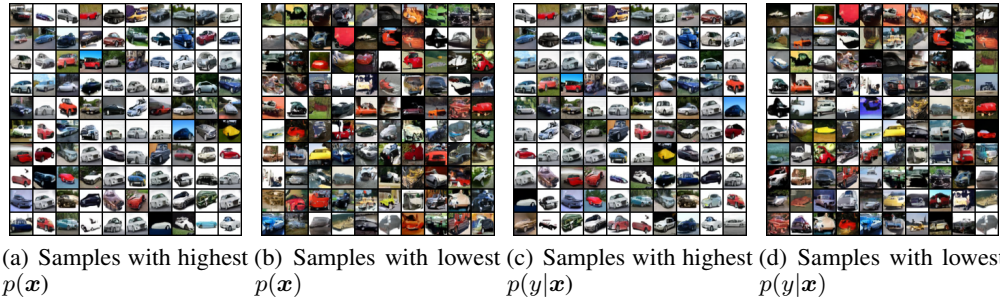 (a) Samples with highest
p(x)
(b) Samples with lowest
p(x)
(c) Samples with highest
p(y|x)
(d) Samples with lowest
p(y|x)